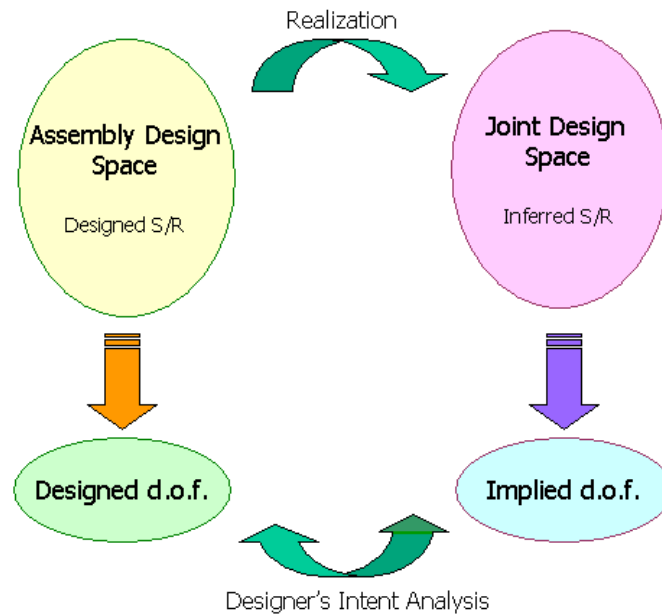 Realization
Assembly Design
Space
Designed S/R
Joint Design
Space
Inferred S/R
Designed d.o.f.
Implied d.o.f.
Designer's Intent Analysis